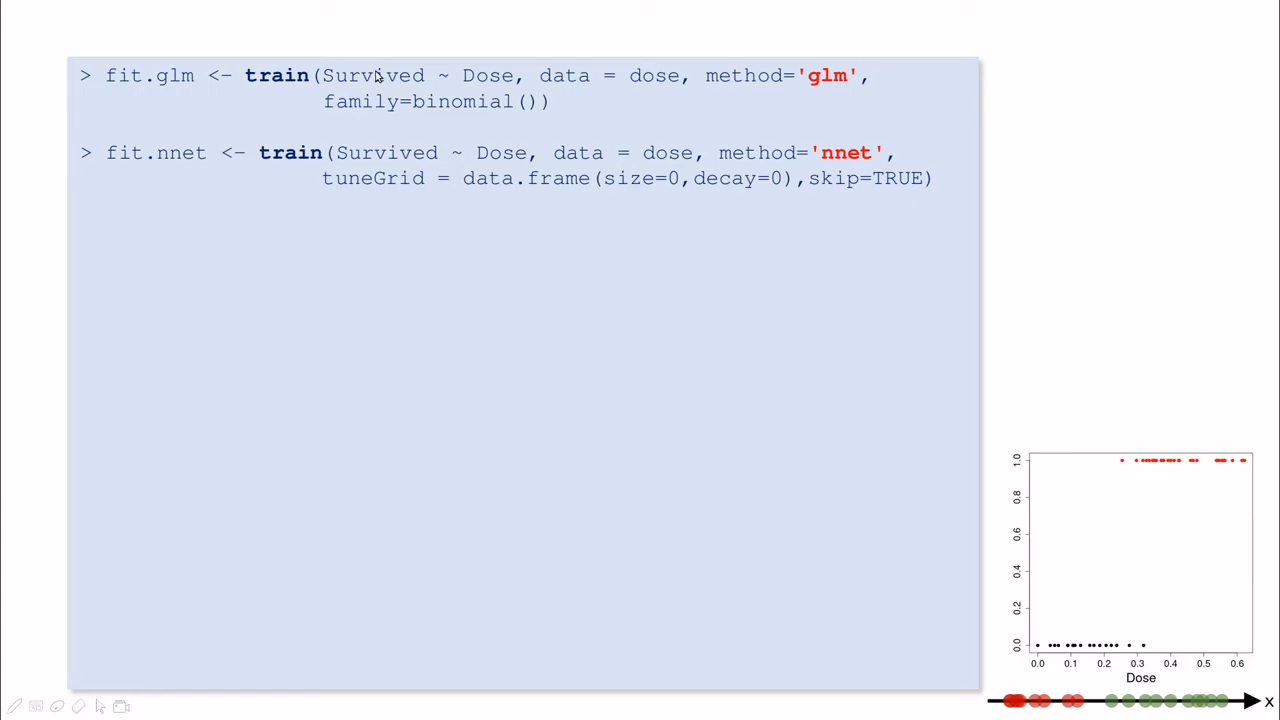 > fit.glm <- train(Survived ~ Dose, data = dose, method='glm',
family=binomial())
> fit.nnet <- train(Survived ~ Dose, data = dose, method='nnet',
tuneGrid = data.frame(size=0,decay=0),skip=TRUE)
1.0
0.8
0.6
0.4
0.2
0.0
0.0 0.1 0.2 0.3 0.4 0.5 0.6
Dose
x